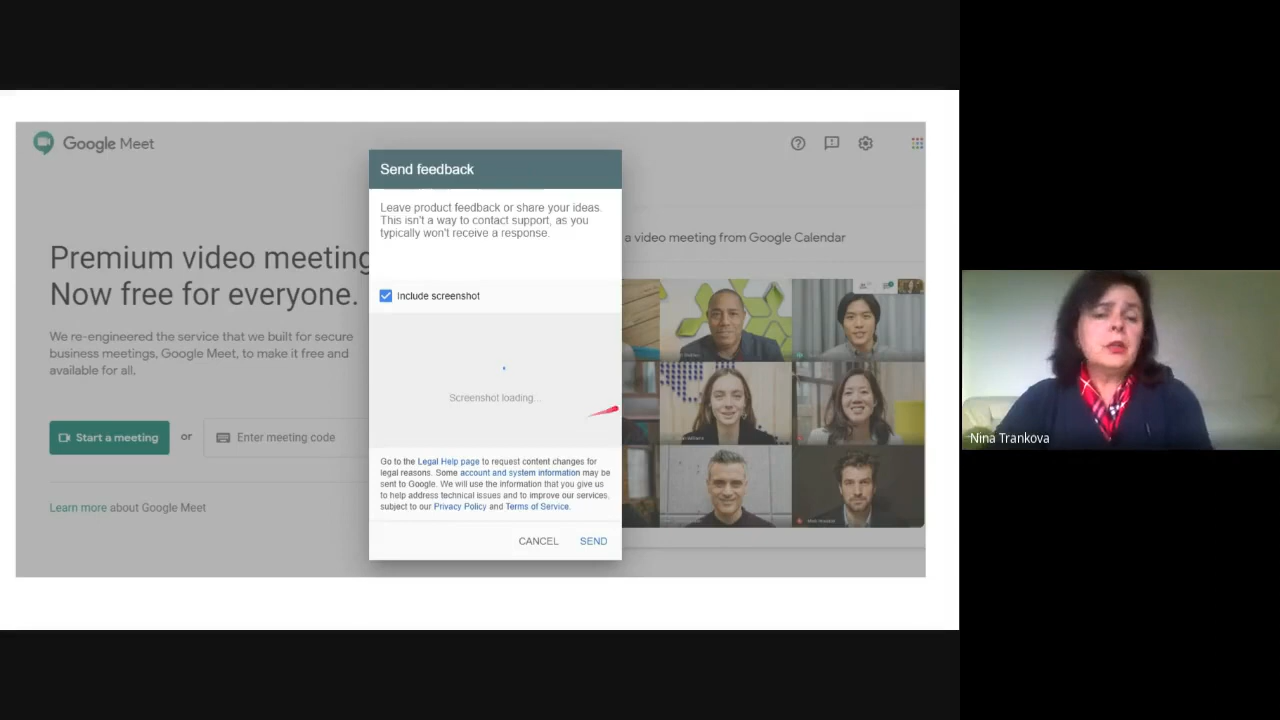 Google Meet
Send feedback
Leave product feedback or share your ideas.
This isn't a way to contact support, as you
typically won't receive a response.
a video meeting from Google Calendar
Premium video meeting
Now free for everyone.
Include screenshot
We re-engineered the service that we built for secure
business meetings, Google Meet, to make it free and
available for all.
Screenshot loading...
Start a meeting
or
Enter meeting code
Nina Trankova
Go to the Legal Help page to request content changes for
legal reasons. Some account and system information may be
sent to Google. We will use the information that you give us
to help address technical issues and to improve our services,
subject to our Privacy Policy and Terms of Service.
Learn more about Google Meet
CANCEL
SEND